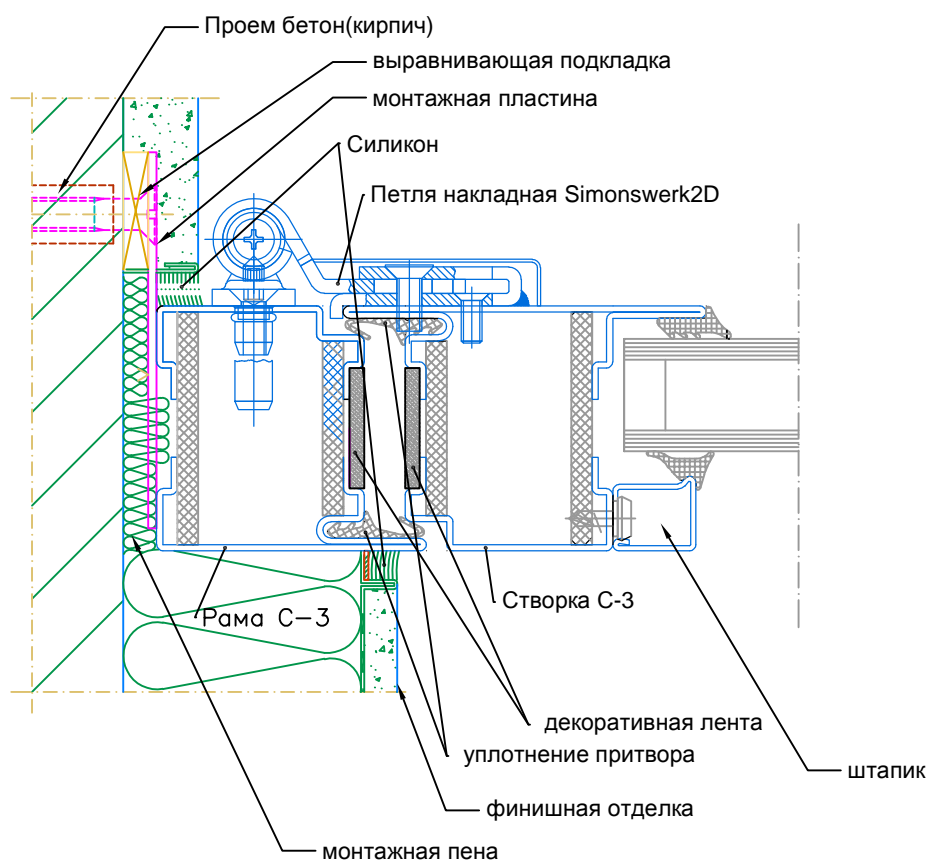 Проем бетон(кирпич)
выравнивающая подкладка
монтажная пластина
Силикон
Петля накладная Simonswerk2D
Створка С-3
Рама С-3
декоративная лента
уплотнение притвора
штапик
финишная отделка
монтажная пена